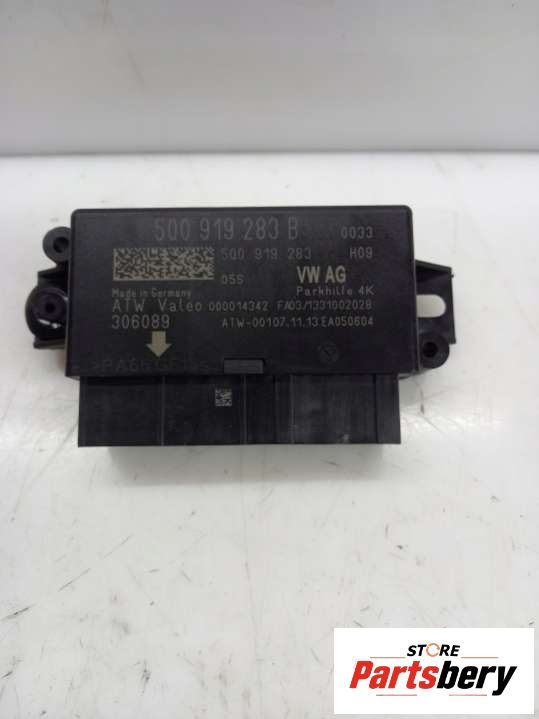 5Q0 919 283 B
0033
5Q0 919 283
H09
05S
VW AG
Made in Germany
Parkhilfe 4K
ATW Valeo 000014342 FA03/1331002028
306089
ATW-00107.11.13 EA050604
STORE
Partsbery